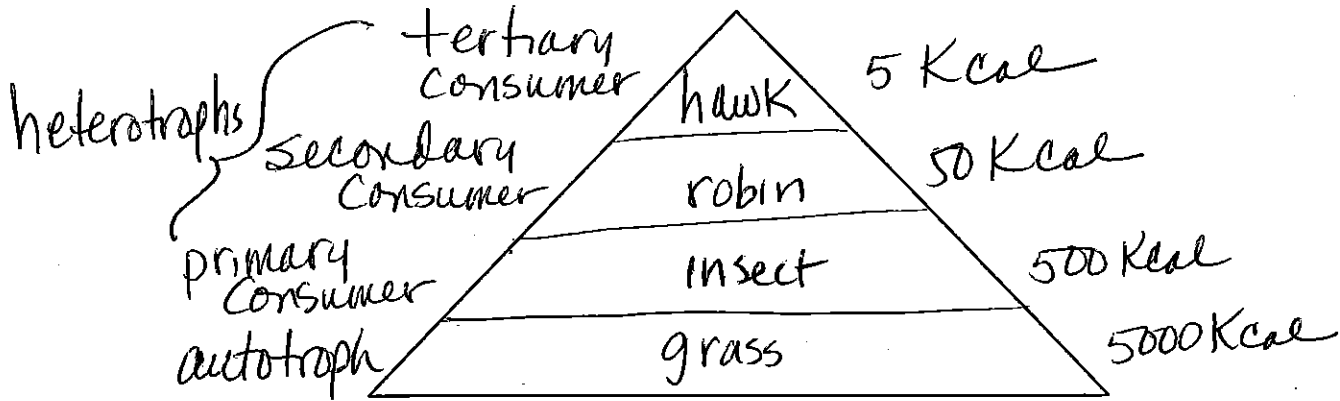 tertiary
Consumer
hawk
5 Kcal
heterotrophs
secondary
Consumer
robin
50 Kcal
primary
Consumer
insect
500 Kcal
autotroph
grass
5000 Kcal